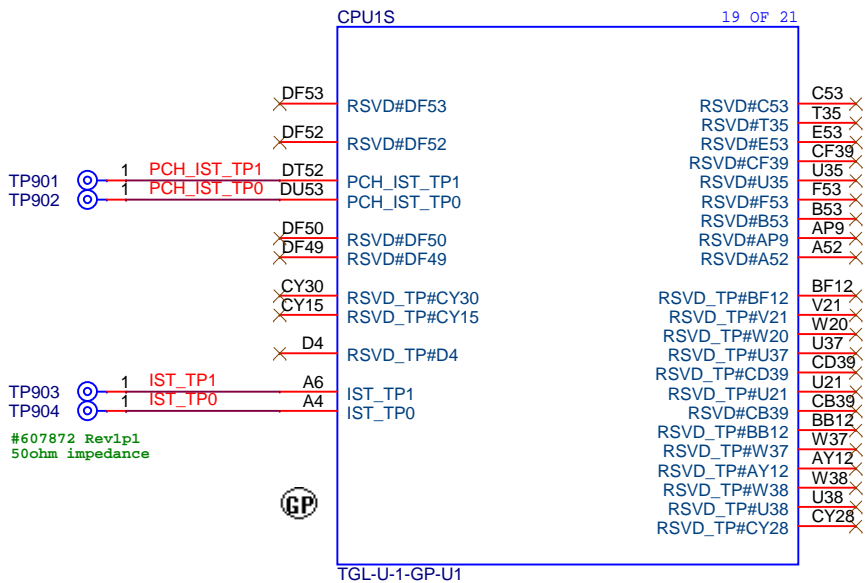 CPU1S 19 OF 21
DF53 RSVD#DF53 RSVD#C53 C53
RSVD#T35 T35
DF52 RSVD#DF52 RSVD#E53 E53
RSVD#CF39 CF39
TP901 1 PCH_IST_TP1 DT52 PCH_IST_TP1 RSVD#U35 U35
TP902 1 PCH_IST_TP0 DU53 PCH_IST_TP0 RSVD#F53 F53
RSVD#B53 B53
DF50 RSVD#DF50 RSVD#AP9 AP9
DF49 RSVD#DF49 RSVD#A52 A52
CY30 RSVD_TP#CY30 RSVD_TP#BF12 BF12
CY15 RSVD_TP#CY15 RSVD_TP#V21 V21
RSVD_TP#W20 W20
D4 RSVD_TP#D4 RSVD_TP#U37 U37
RSVD_TP#CD39 CD39
TP903 1 IST_TP1 A6 IST_TP1 RSVD_TP#U21 U21
TP904 1 IST_TP0 A4 IST_TP0 RSVD#CB39 CB39
RSVD_TP#BB12 BB12
#607872 Rev1p1
50ohm impedance
RSVD_TP#W37 W37
RSVD_TP#AY12 AY12
RSVD_TP#W38 W38
GP RSVD_TP#U38 U38
RSVD_TP#CY28 CY28
TGL-U-1-GP-U1